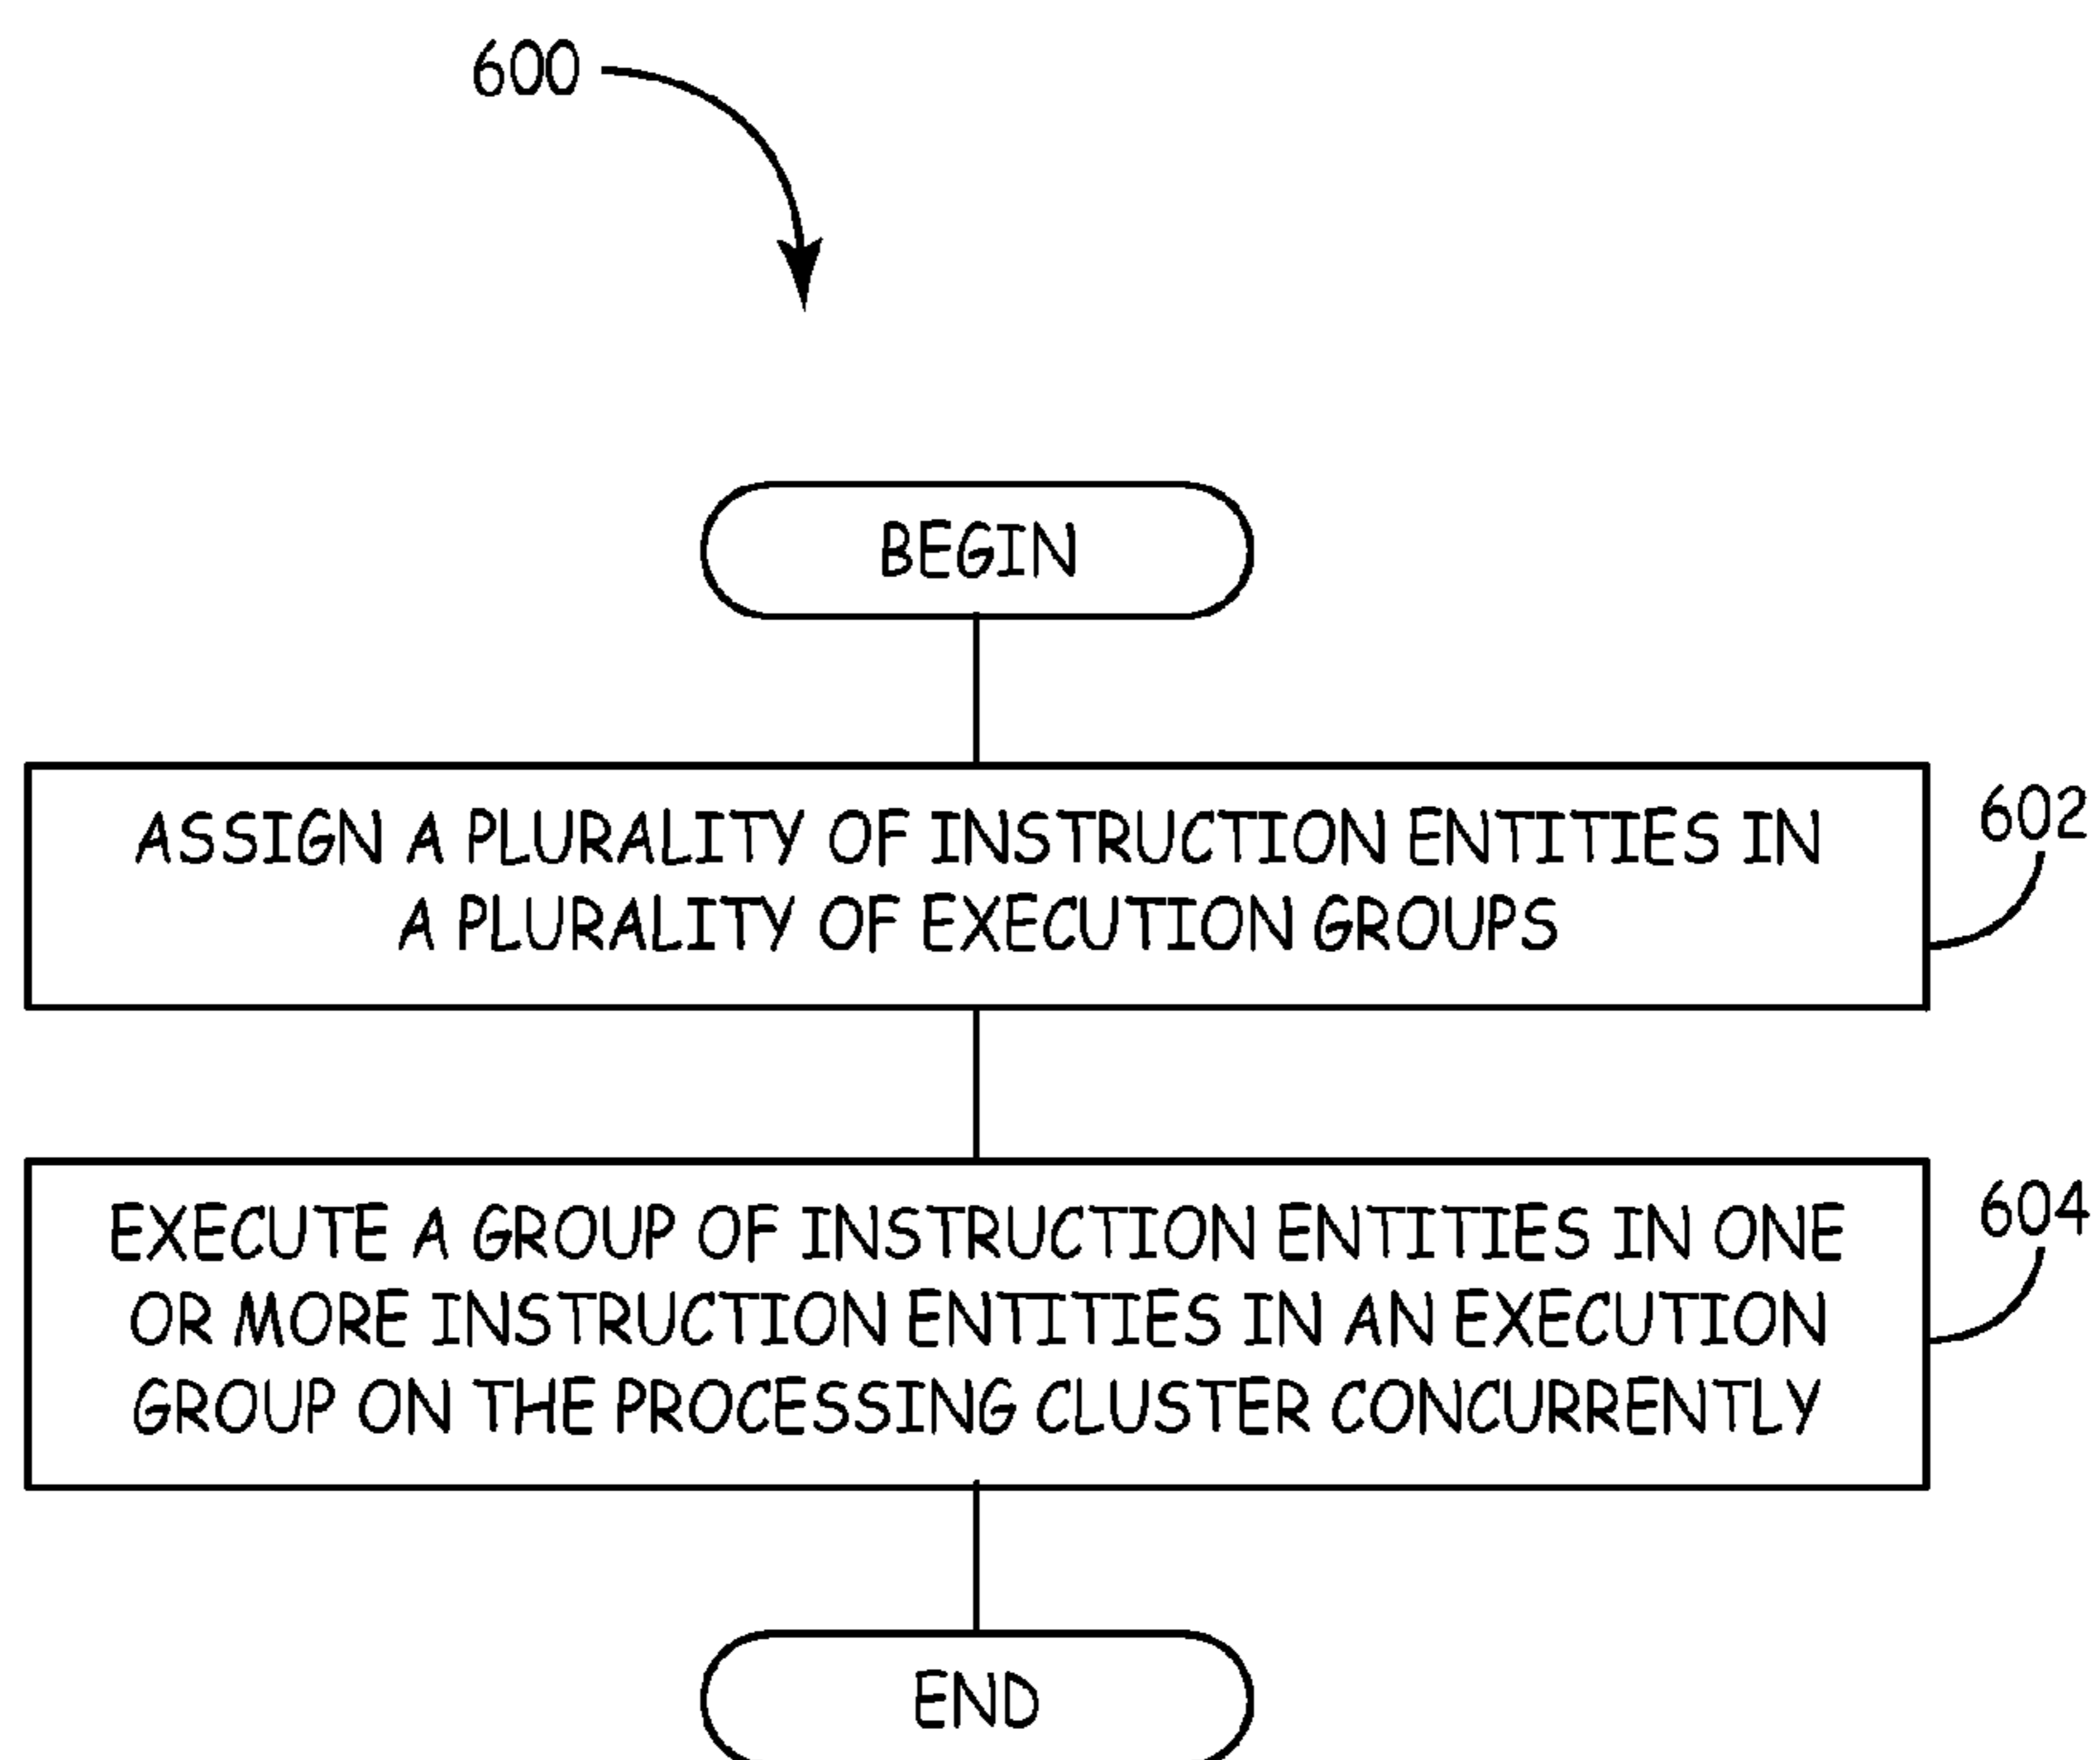 600
BEGIN
ASSIGN A PLURALITY OF INSTRUCTION ENTITIES IN
A PLURALITY OF EXECUTION GROUPS
602
EXECUTE A GROUP OF INSTRUCTION ENTITIES IN ONE
OR MORE INSTRUCTION ENTITIES IN AN EXECUTION
GROUP ON THE PROCESSING CLUSTER CONCURRENTLY
604
END